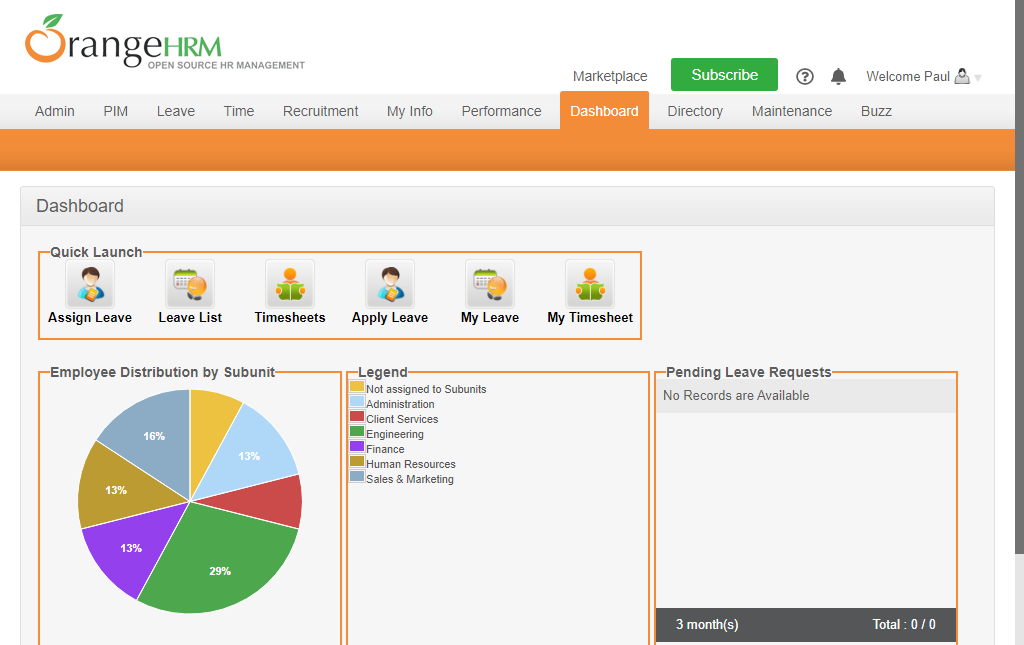 OrangeHRM
OPEN SOURCE HR MANAGEMENT
Marketplace
Subscribe
?
Welcome Paul
Admin PIM Leave Time Recruitment My Info Performance Dashboard Directory Maintenance Buzz
Dashboard
Quick Launch
Assign Leave Leave List Timesheets Apply Leave My Leave My Timesheet
Employee Distribution by Subunit
16%
13%
13%
13%
29%
Legend
Not assigned to Subunits
Administration
Client Services
Engineering
Finance
Human Resources
Sales & Marketing
Pending Leave Requests
No Records are Available
3 month(s) Total : 0 / 0